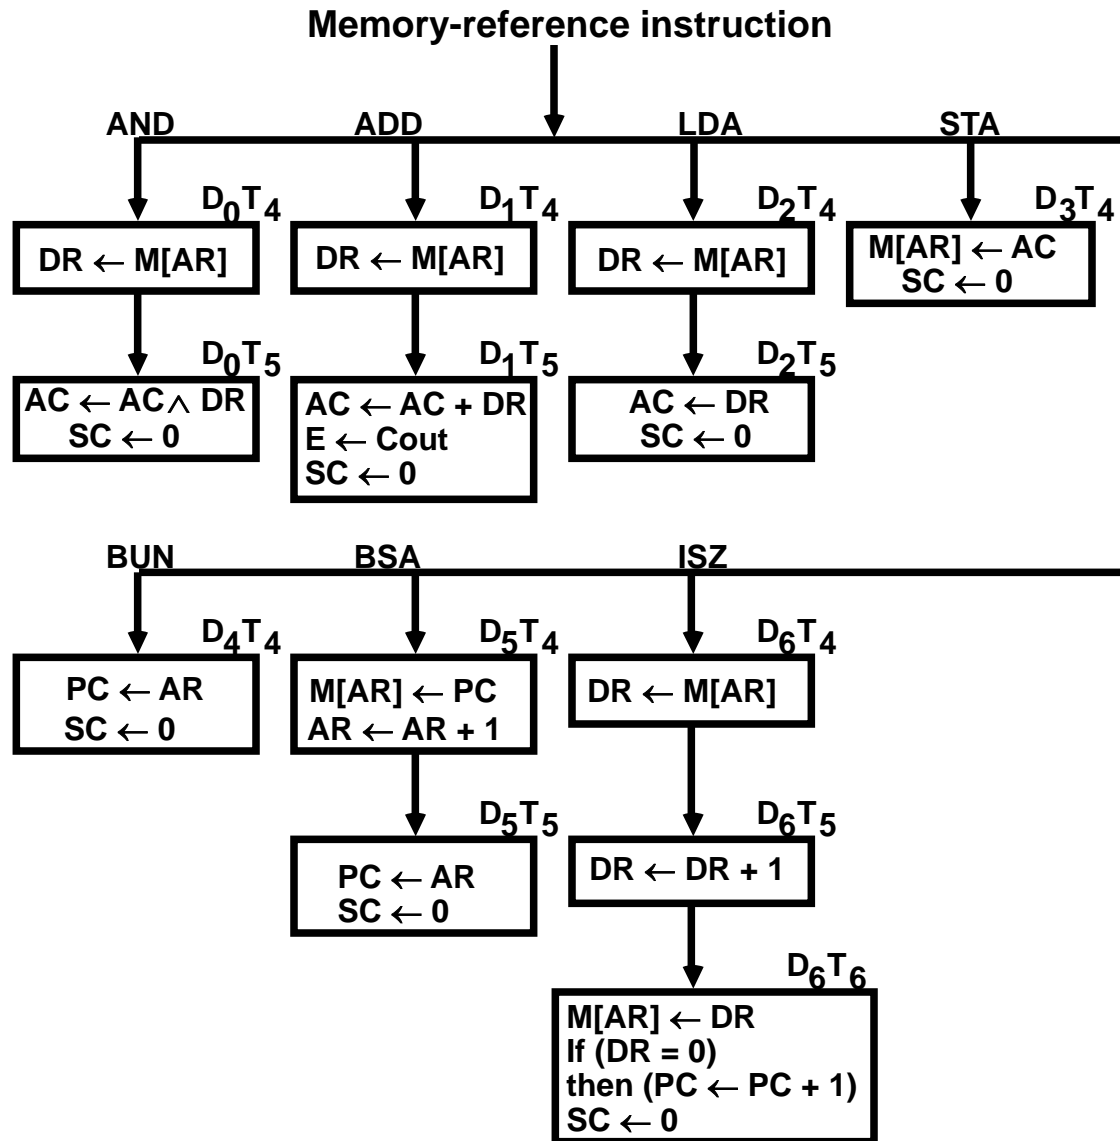 Memory-reference instruction
AND ADD LDA STA
D0T4 D1T4 D2T4 D3T4
DR ← M[AR]
DR ← M[AR]
DR ← M[AR]
M[AR] ← AC
SC ← 0
D0T5 D1T5 D2T5
AC ← AC ∧ DR
SC ← 0
AC ← AC + DR
E ← Cout
SC ← 0
AC ← DR
SC ← 0
BUN BSA ISZ
D4T4 D5T4 D6T4
PC ← AR
SC ← 0
M[AR] ← PC
AR ← AR + 1
DR ← M[AR]
D5T5 D6T5
PC ← AR
SC ← 0
DR ← DR + 1
D6T6
M[AR] ← DR
If (DR = 0)
then (PC ← PC + 1)
SC ← 0